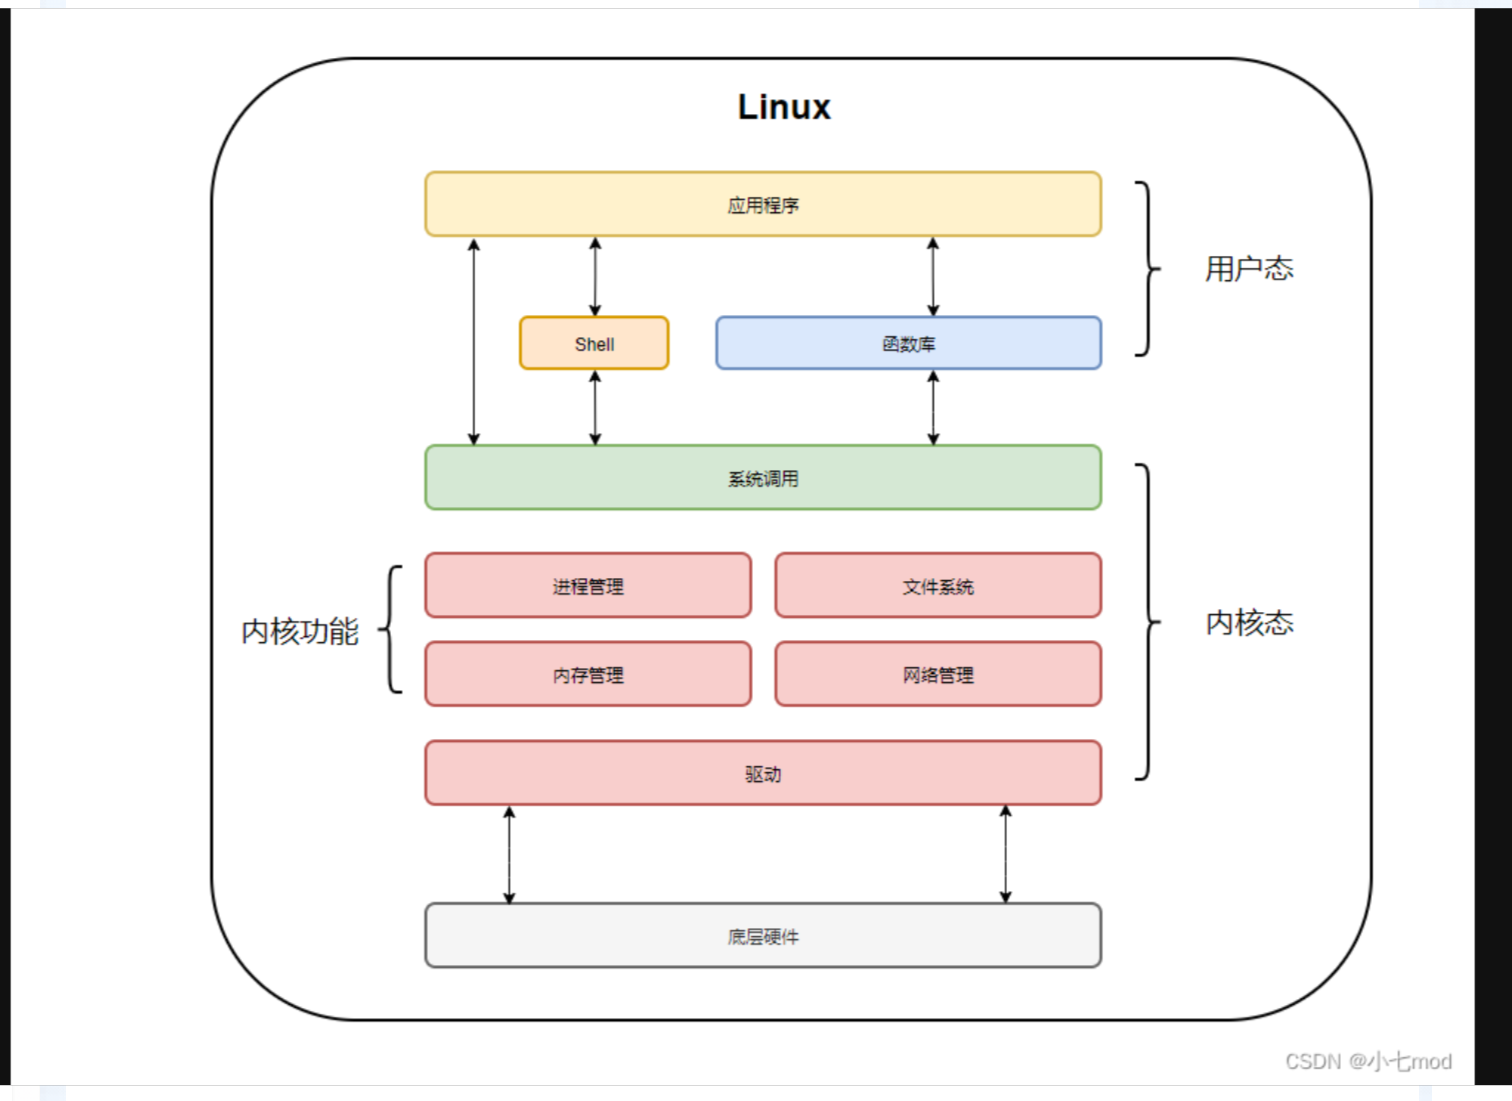 Linux
应用程序
用户态
Shell
函数库
系统调用
进程管理
文件系统
内核功能
内核态
内存管理
网络管理
驱动
底层硬件
CSDN @小七mod